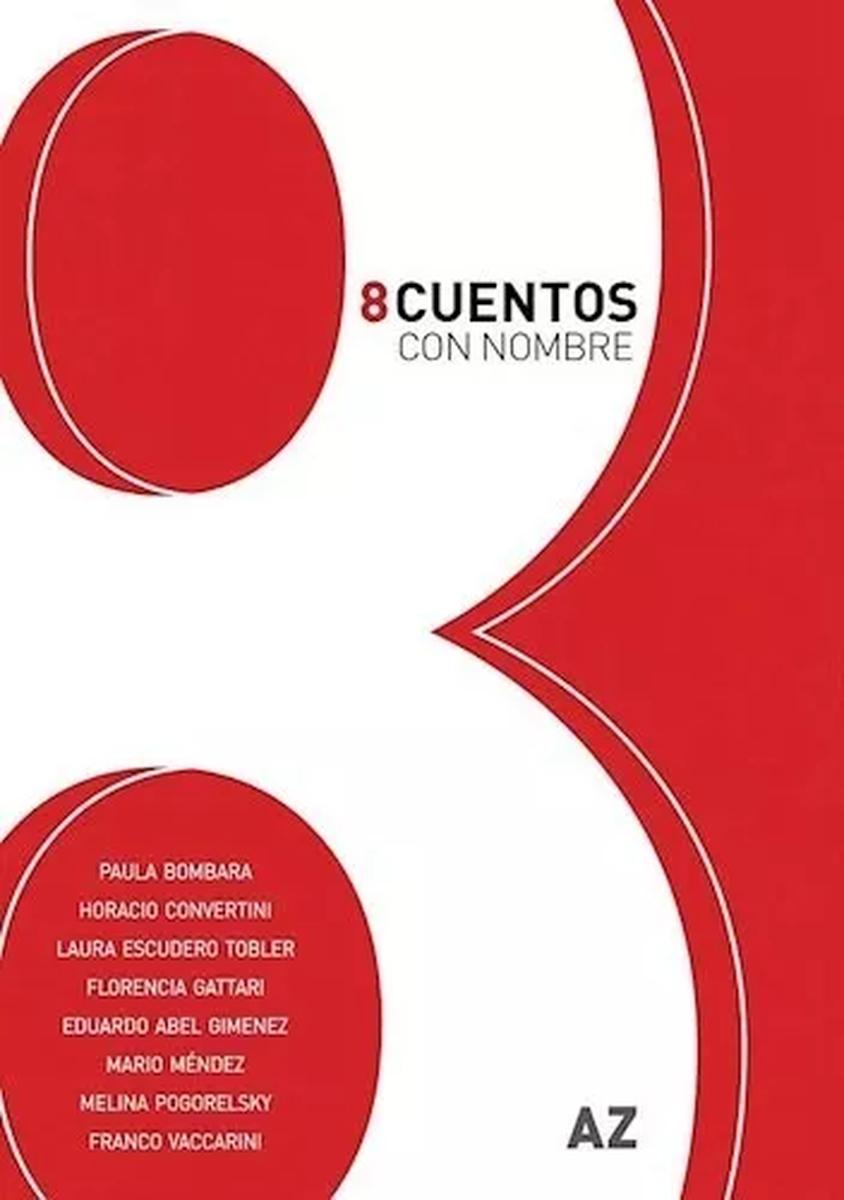 8 CUENTOS
CON NOMBRE
PAULA BOMBARA
HORACIO CONVERTINI
LAURA ESCUDERO TOBLER
FLORENCIA GATTARI
EDUARDO ABEL GIMENEZ
MARIO MÉNDEZ
MELINA POGORELSKY
FRANCO VACCARINI
AZ